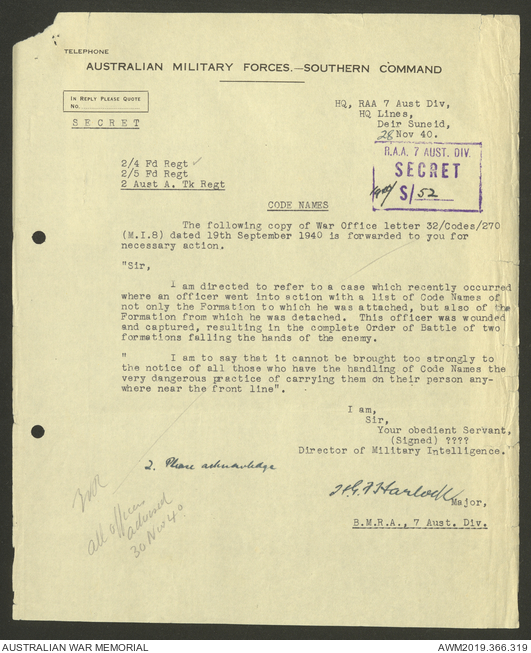 TELEPHONE
AUSTRALIAN MILITARY FORCES.—SOUTHERN COMMAND
IN REPLY PLEASE QUOTE
No.
SECRET
HQ, RAA 7 Aust Div,
HQ Lines,
Deir Suneid,
28 Nov 40.
R.A.A. 7 AUST. DIV.
SECRET
S/52
2/4 Fd Regt
2/5 Fd Regt
2 Aust A. Tk Regt
CODE NAMES
The following copy of War Office letter 32/Codes/270
(M.I.8) dated 19th September 1940 is forwarded to you for
necessary action.
"Sir,
I am directed to refer to a case which recently occurred
where an officer went into action with a list of Code Names of
not only the Formation to which he was attached, but also of the
Formation from which he was detached. This officer was wounded
and captured, resulting in the complete Order of Battle of two
formations falling the hands of the enemy.
" I am to say that it cannot be brought too strongly to
the notice of all those who have the handling of Code Names the
very dangerous practice of carrying them on their person any-
where near the front line".
I am,
Sir,
Your obedient Servant,
(Signed) ????
Director of Military Intelligence.
2. Please acknowledge
Major,
B.M.R.A., 7 Aust. Div.
all officers
advised
30 Nov 40
AUSTRALIAN WAR MEMORIAL
AWM2019.366.319